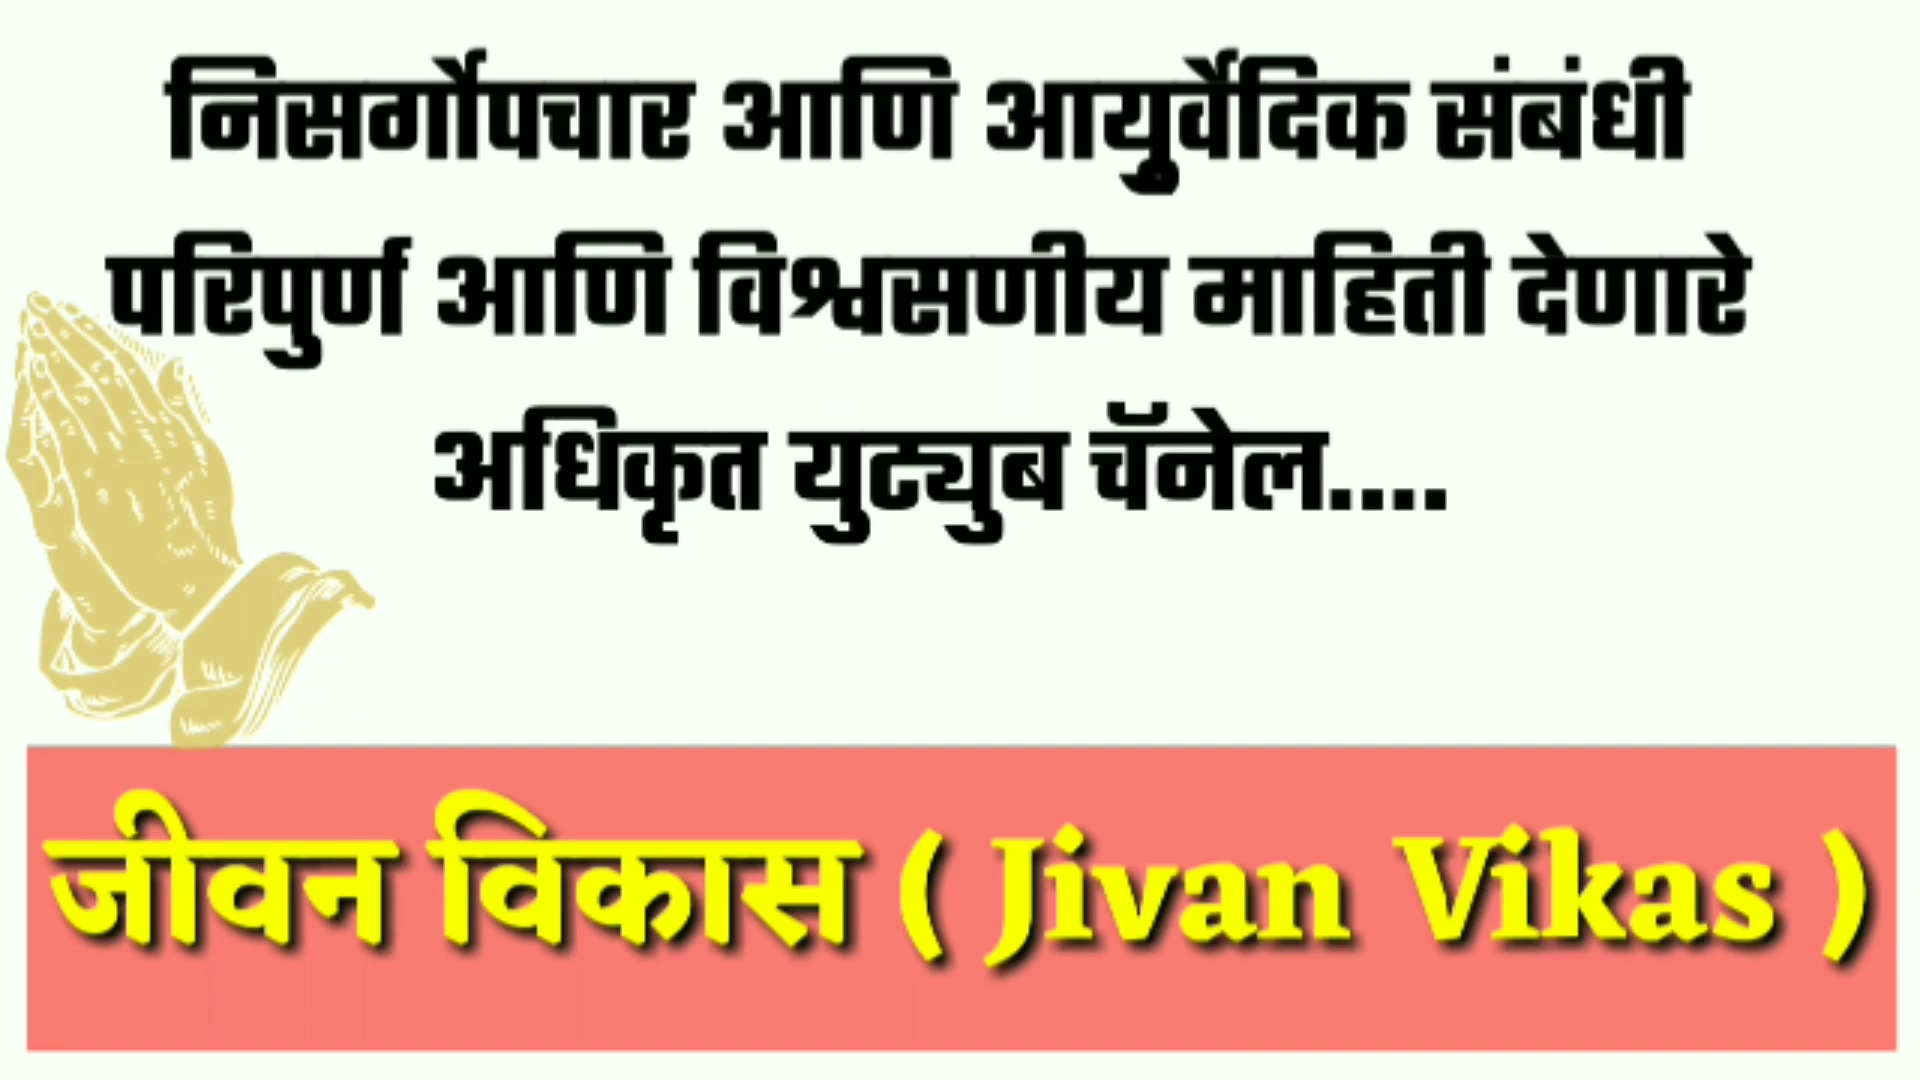 निसर्गोपचार आणि आयुर्वेदिक संबंधी
परिपुर्ण आणि विश्वसणीय माहिती देणारे
अधिकृत युट्युब चॅनेल....
जीवन विकास ( Jivan Vikas )